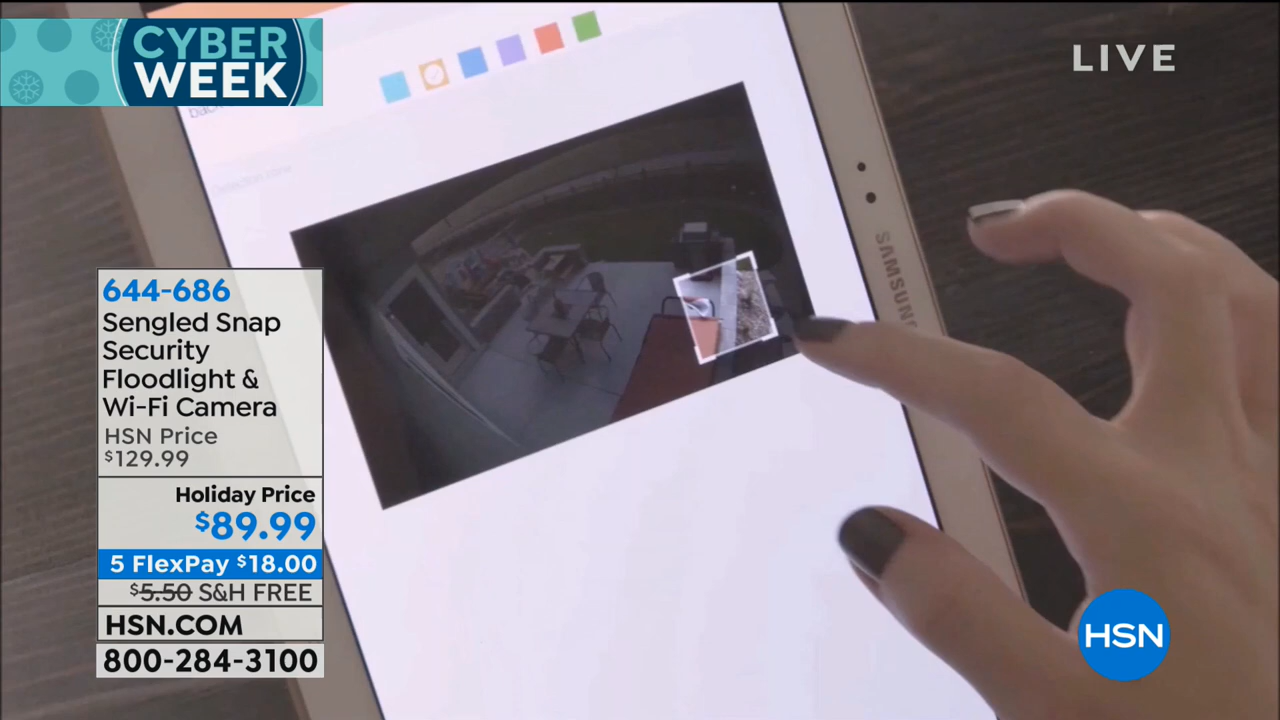 CYBER
WEEK
LIVE
SAMSUNG
644-686
Sengled Snap
Security
Floodlight &
Wi-Fi Camera
HSN Price
$129.99
Holiday Price
$89.99
5 FlexPay $18.00
$5.50 S&H FREE
HSN.COM
800-284-3100
HSN